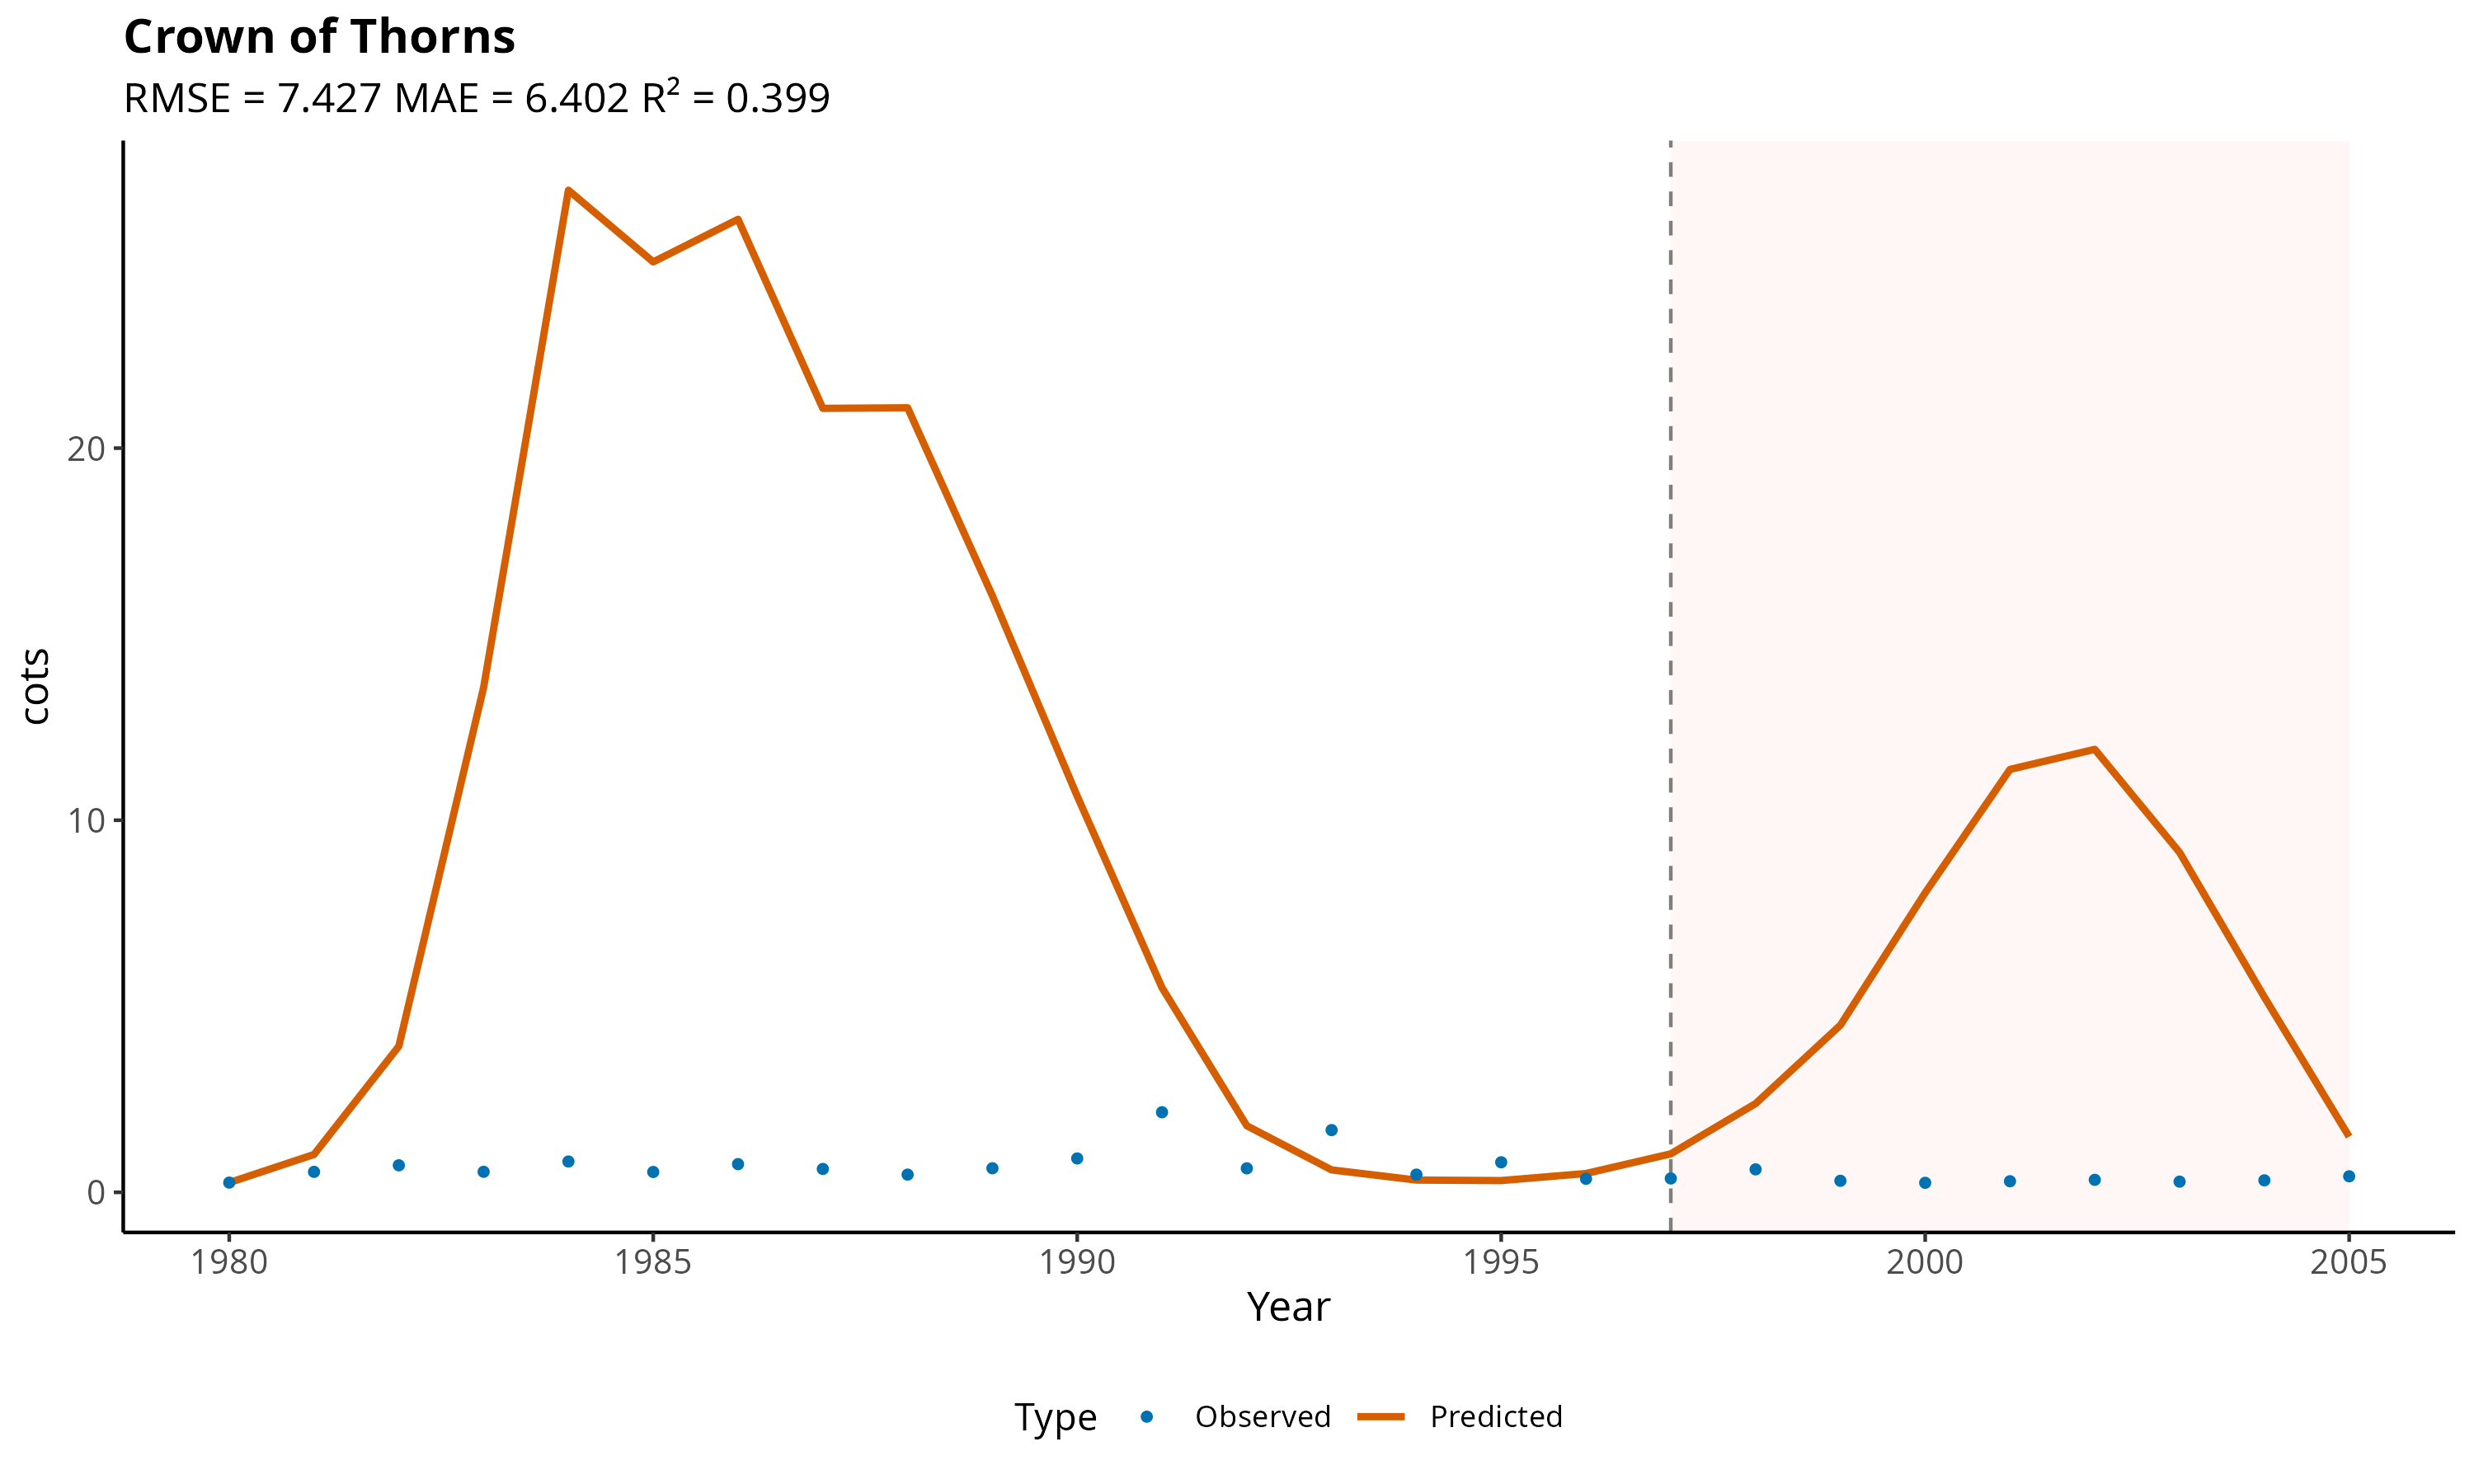 Crown of Thorns
RMSE = 7.427 MAE = 6.402 R² = 0.399
cots
20
10
0
1980 1985 1990 1995 2000 2005
Year
Type Observed Predicted